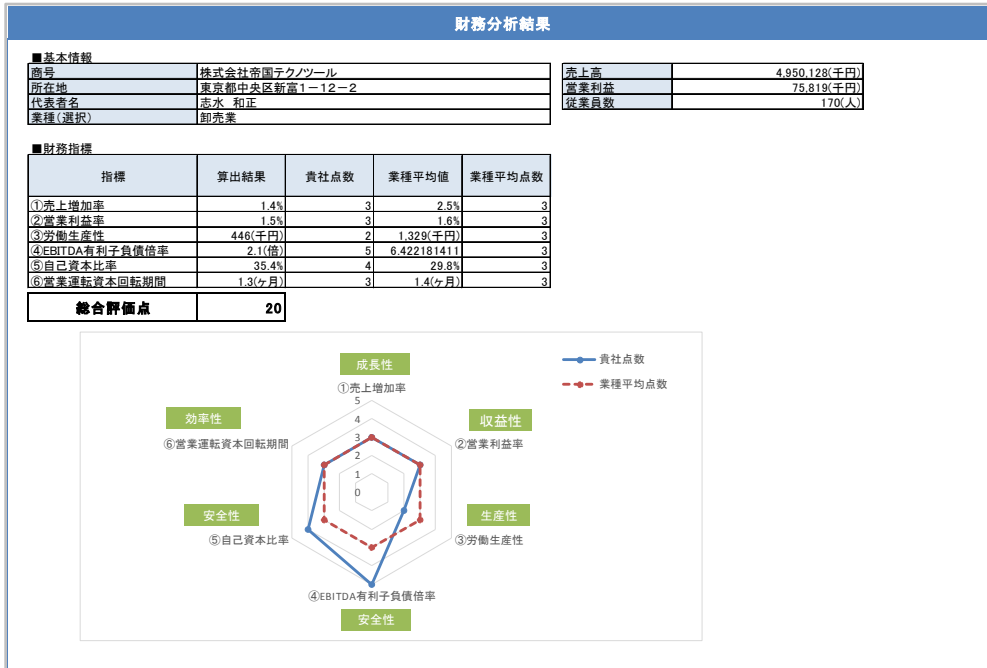 財務分析結果
■基本情報
商号 株式会社帝国テクノツール
所在地 東京都中央区新富1-12-2
代表者名 志水 和正
業種(選択) 卸売業
売上高 4,950,128(千円)
営業利益 75,819(千円)
従業員数 170(人)
■財務指標
指標 算出結果 貴社点数 業種平均値 業種平均点数
①売上増加率 1.4% 3 2.5% 3
②営業利益率 1.5% 3 1.6% 3
③労働生産性 446(千円) 2 1,329(千円) 3
④EBITDA有利子負債倍率 2.1(倍) 5 6.422181411 3
⑤自己資本比率 35.4% 4 29.8% 3
⑥営業運転資本回転期間 1.3(ヶ月) 3 1.4(ヶ月) 3
総合評価点 20
貴社点数
業種平均点数
成長性
①売上増加率
5
4
3
2
1
0
収益性
②営業利益率
生産性
③労働生産性
④EBITDA有利子負債倍率
安全性
安全性
⑤自己資本比率
効率性
⑥営業運転資本回転期間